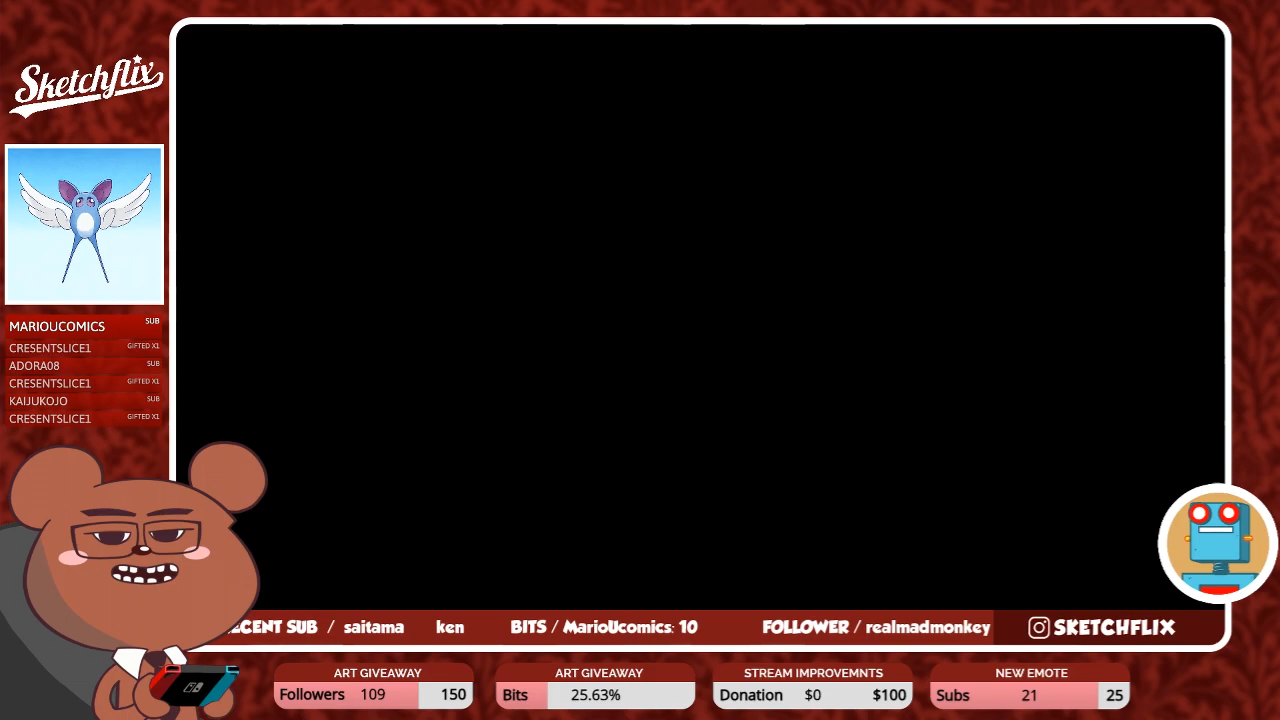 Sketchflix
MARIOUCOMICS SUB
CRESENTSLICE1 GIFTED X1
ADORA08 SUB
CRESENTSLICE1 GIFTED X1
KAIJUKOJO SUB
CRESENTSLICE1 GIFTED X1
ECENT SUB / saitama ken BITS / MarioUcomics: 10 FOLLOWER / realmadmonkey SKETCHFLIX
ART GIVEAWAY
Followers 109 150
ART GIVEAWAY
Bits 25.63%
STREAM IMPROVEMNTS
Donation $0 $100
NEW EMOTE
Subs 21 25